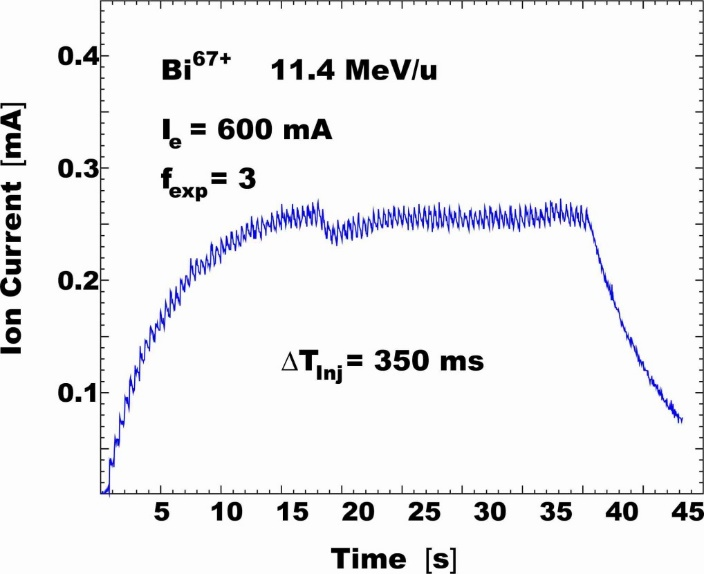 0.4
Bi67+ 11.4 MeV/u
Ie = 600 mA
0.3
fexp = 3
0.2
ΔTInj = 350 ms
0.1
Ion Current [mA]
5 10 15 20 25 30 35 40 45
Time [s]